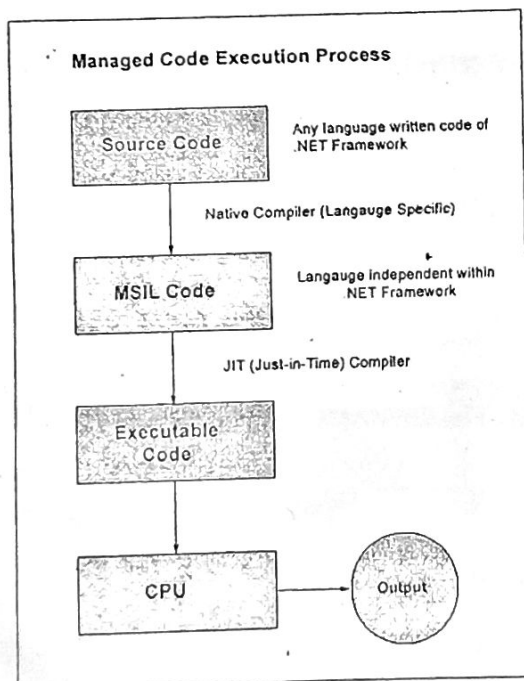 Managed Code Execution Process
Source Code
Any language written code of
.NET Framework
Native Compiler (Langauge Specific)
MSIL Code
Langauge independent within
.NET Framework
JIT (Just-in-Time) Compiler
Executable
Code
CPU
Output